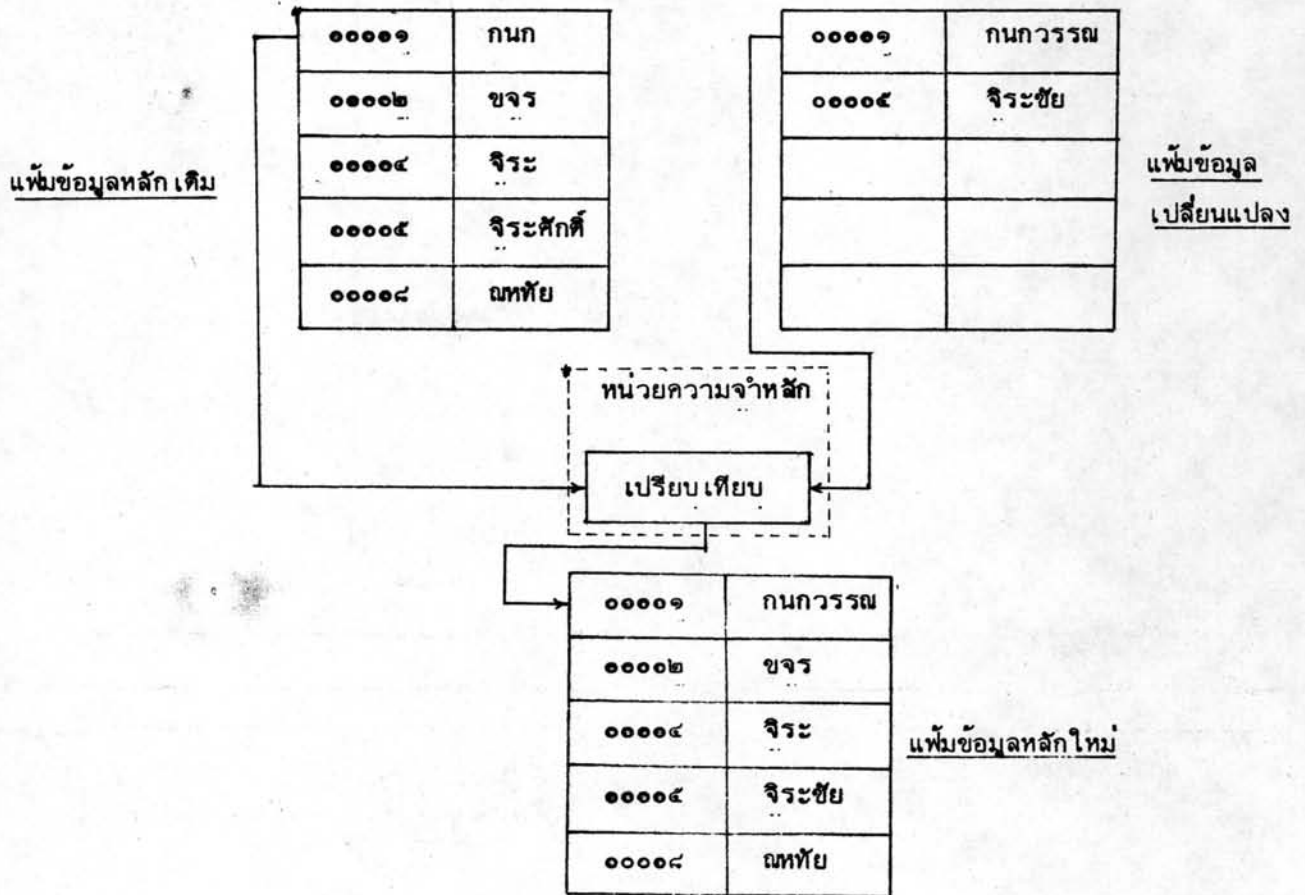 ๐๐๐๐๑ กนก
๐๐๐๐๒ ขจร
๐๐๐๐๔ จิระ
๐๐๐๐๕ จิระศักดิ์
๐๐๐๐๘ ณหทัย
แฟ้มข้อมูลหลักเดิม
๐๐๐๐๑ กนกวรรณ
๐๐๐๐๕ จิระชัย
แฟ้มข้อมูล
เปลี่ยนแปลง
หน่วยความจำหลัก
เปรียบเทียบ
๐๐๐๐๑ กนกวรรณ
๐๐๐๐๒ ขจร
๐๐๐๐๔ จิระ
๐๐๐๐๕ จิระชัย
๐๐๐๐๘ ณหทัย
แฟ้มข้อมูลหลักใหม่